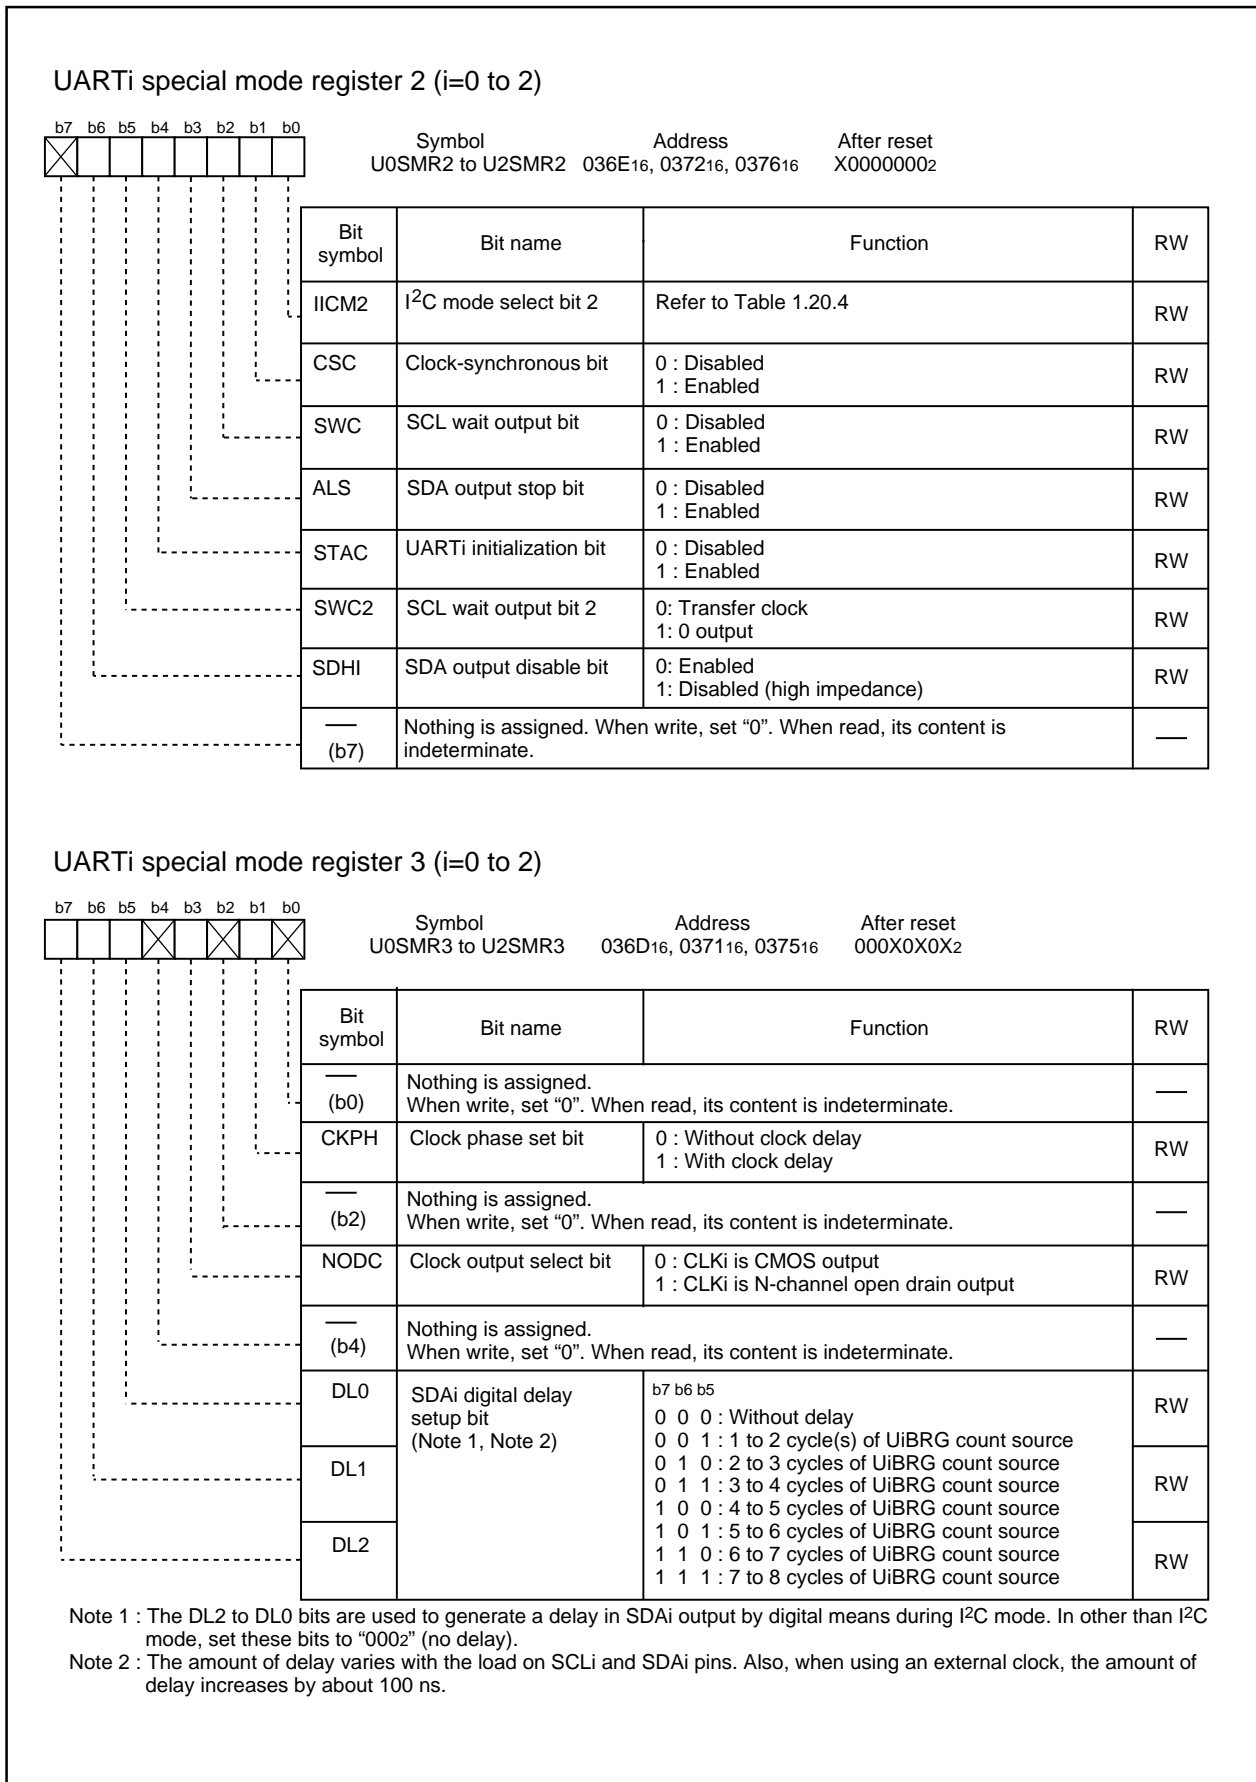 UARTi special mode register 2 (i=0 to 2)
b7 b6 b5 b4 b3 b2 b1 b0
Symbol Address After reset
U0SMR2 to U2SMR2 036E16, 037216, 037616 X00000002
Bit symbol Bit name Function RW
IICM2 I2C mode select bit 2 Refer to Table 1.20.4 RW
CSC Clock-synchronous bit 0 : Disabled
1 : Enabled RW
SWC SCL wait output bit 0 : Disabled
1 : Enabled RW
ALS SDA output stop bit 0 : Disabled
1 : Enabled RW
STAC UARTi initialization bit 0 : Disabled
1 : Enabled RW
SWC2 SCL wait output bit 2 0: Transfer clock
1: 0 output RW
SDHI SDA output disable bit 0: Enabled
1: Disabled (high impedance) RW
— Nothing is assigned. When write, set “0”. When read, its content is
(b7) indeterminate. —
UARTi special mode register 3 (i=0 to 2)
b7 b6 b5 b4 b3 b2 b1 b0
Symbol Address After reset
U0SMR3 to U2SMR3 036D16, 037116, 037516 000X0X0X2
Bit symbol Bit name Function RW
— Nothing is assigned.
(b0) When write, set “0”. When read, its content is indeterminate. —
CKPH Clock phase set bit 0 : Without clock delay
1 : With clock delay RW
— Nothing is assigned.
(b2) When write, set “0”. When read, its content is indeterminate. —
NODC Clock output select bit 0 : CLKi is CMOS output
1 : CLKi is N-channel open drain output RW
— Nothing is assigned.
(b4) When write, set “0”. When read, its content is indeterminate. —
DL0 SDAi digital delay b7 b6 b5 RW
setup bit 0 0 0 : Without delay
(Note 1, Note 2) 0 0 1 : 1 to 2 cycle(s) of UiBRG count source
DL1 0 1 0 : 2 to 3 cycles of UiBRG count source RW
0 1 1 : 3 to 4 cycles of UiBRG count source
1 0 0 : 4 to 5 cycles of UiBRG count source
DL2 1 0 1 : 5 to 6 cycles of UiBRG count source
1 1 0 : 6 to 7 cycles of UiBRG count source RW
1 1 1 : 7 to 8 cycles of UiBRG count source
Note 1 : The DL2 to DL0 bits are used to generate a delay in SDAi output by digital means during I2C mode. In other than I2C
mode, set these bits to “0002” (no delay).
Note 2 : The amount of delay varies with the load on SCLi and SDAi pins. Also, when using an external clock, the amount of
delay increases by about 100 ns.